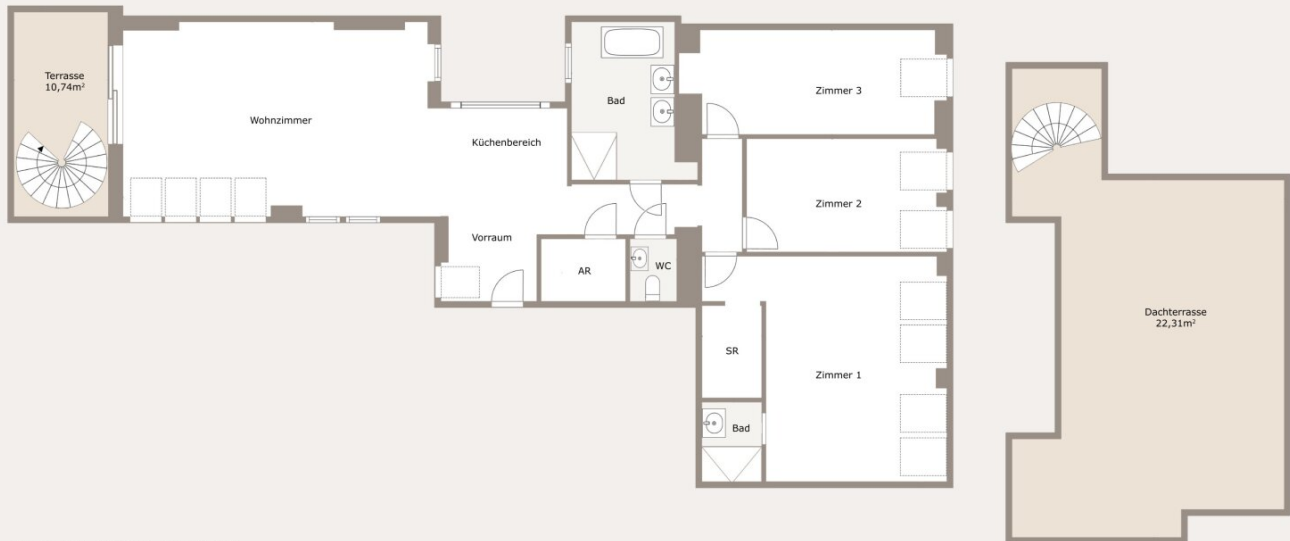 Terrasse
10,74m²
Wohnzimmer
Küchenbereich
Vorraum
Bad
AR
WC
Zimmer 3
Zimmer 2
Zimmer 1
SR
Bad
Dachterrasse
22,31m²